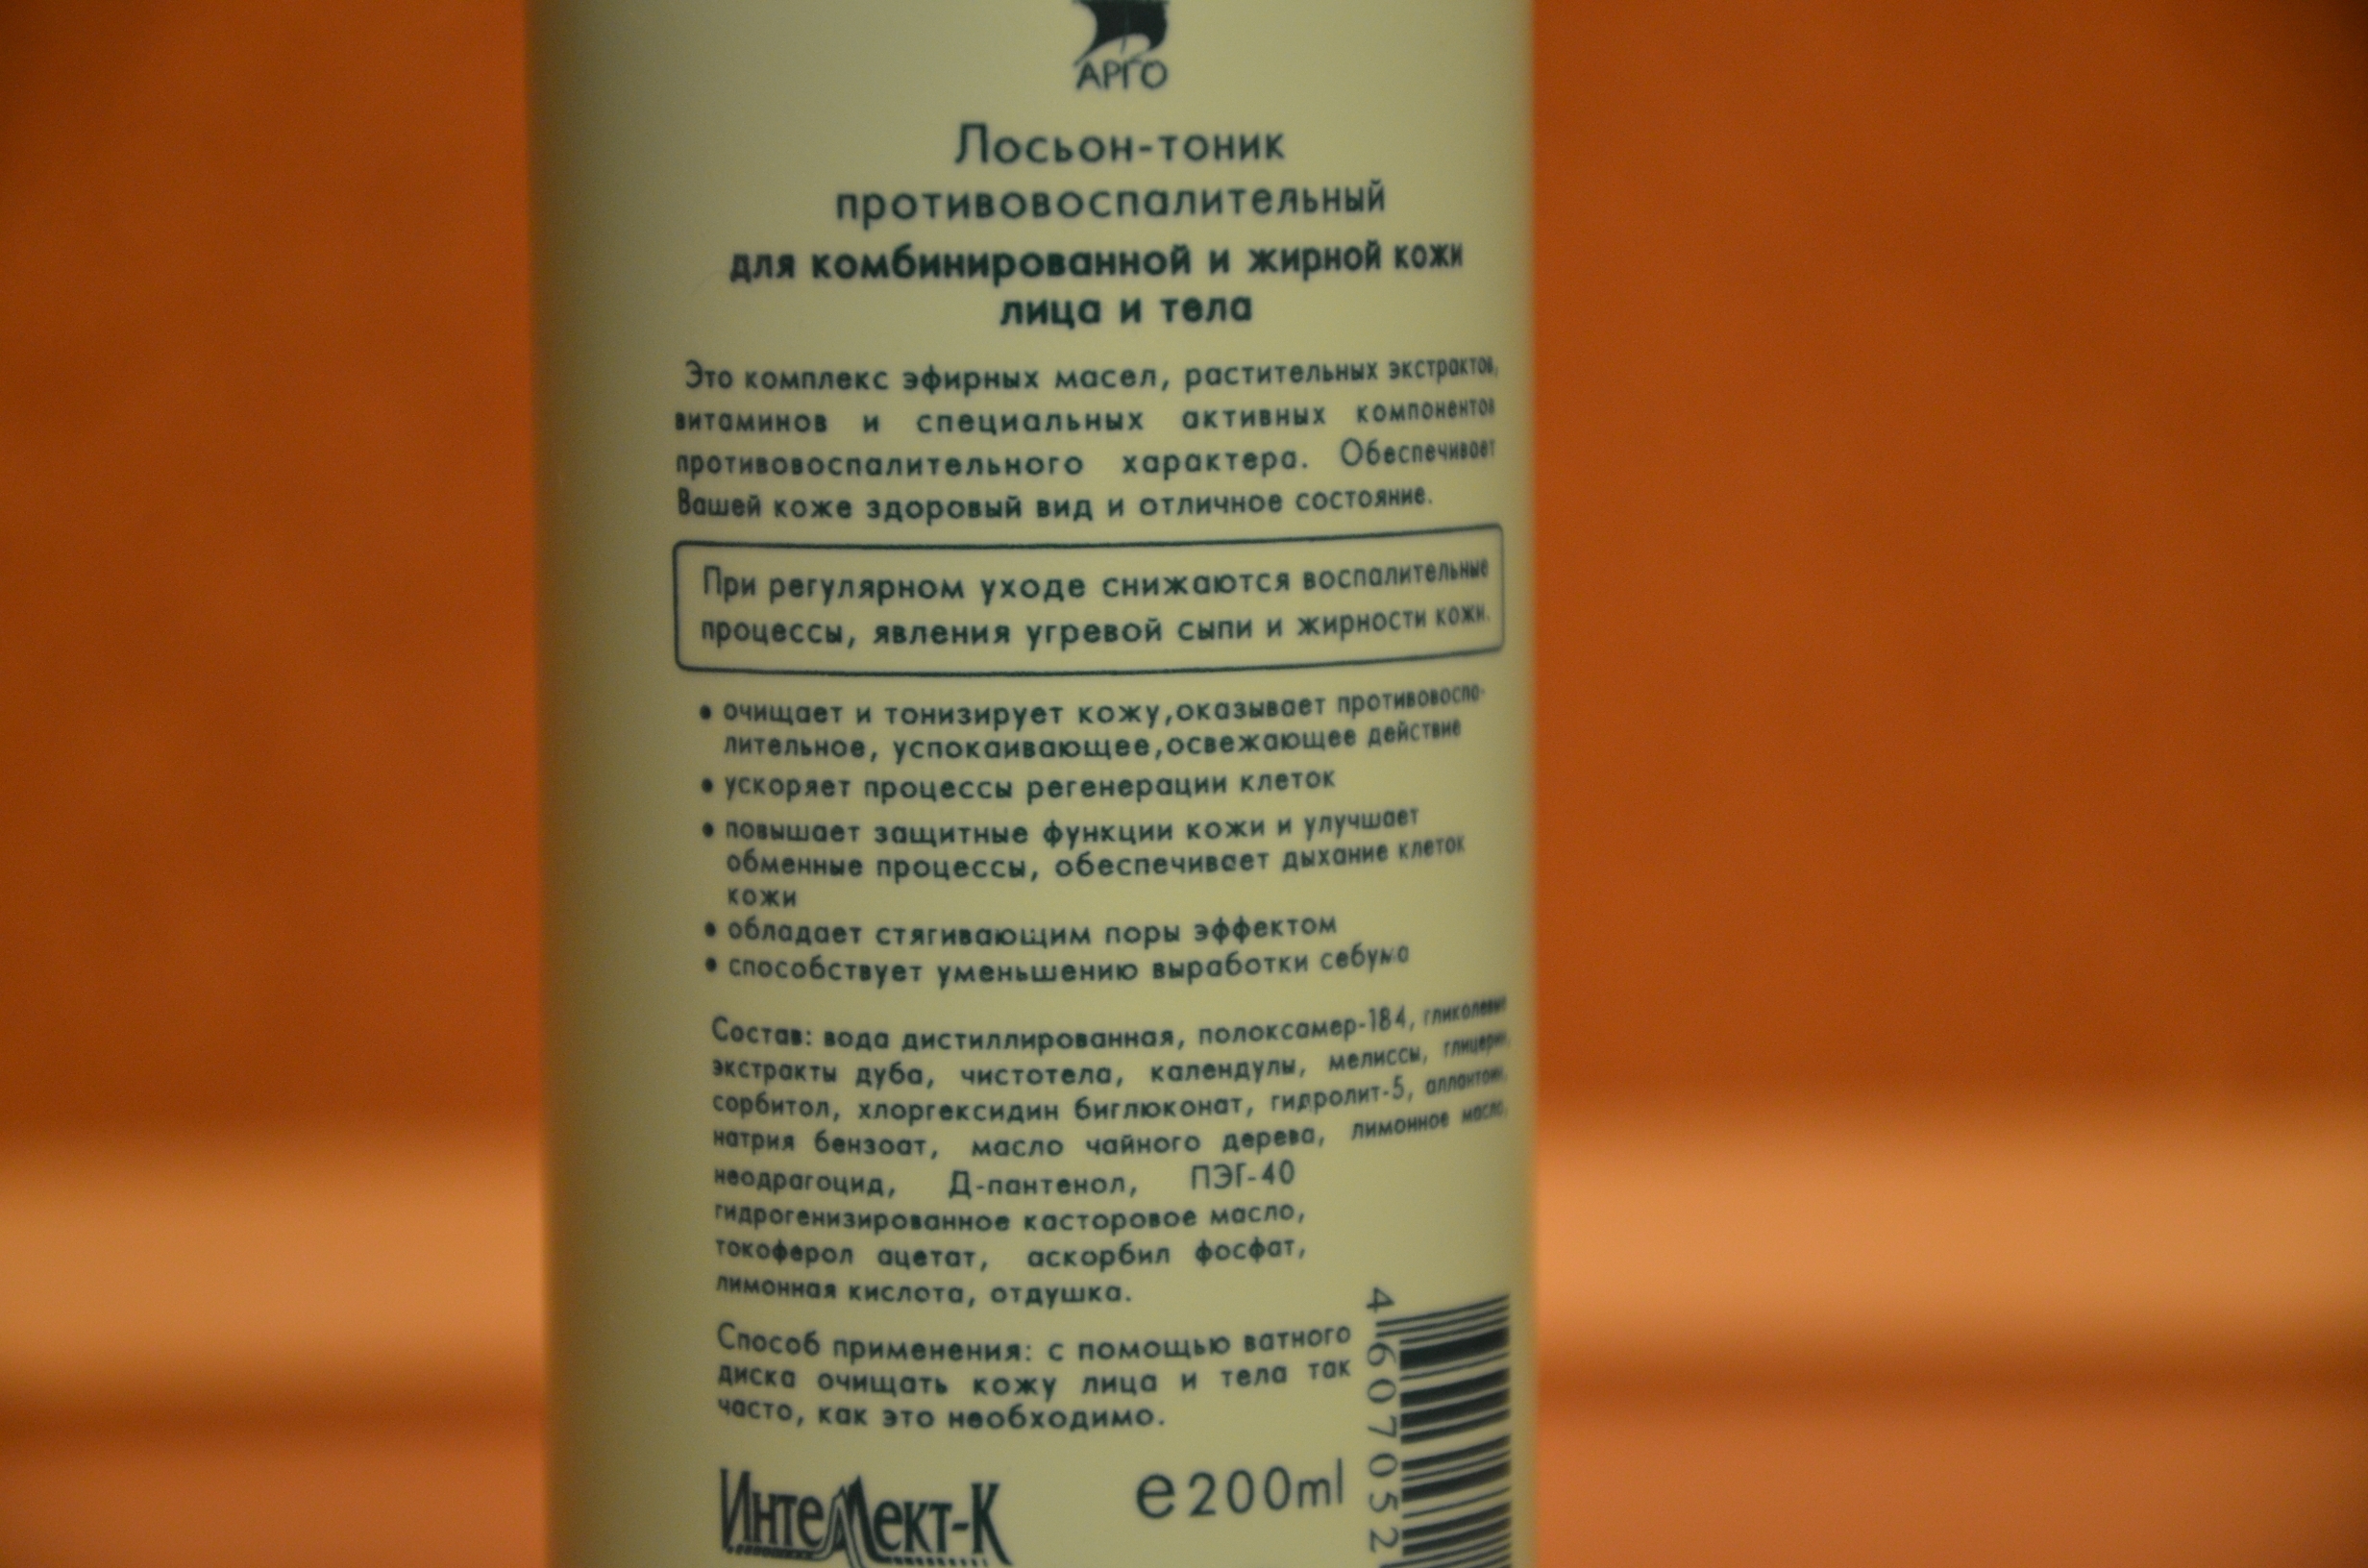 АРГО
Лосьон-тоник
противовоспалительный
для комбинированной и жирной кожи
лица и тела
Это комплекс эфирных масел, растительных экстрактов,
витаминов и специальных активных компонентов
противовоспалительного характера. Обеспечивает
Вашей коже здоровый вид и отличное состояние.
При регулярном уходе снижаются воспалительные
процессы, явления угревой сыпи и жирности кожи.
• очищает и тонизирует кожу,оказывает противовоспа-
лительное, успокаивающее,освежающее действие
• ускоряет процессы регенерации клеток
• повышает защитные функции кожи и улучшает
обменные процессы, обеспечивает дыхание клеток
кожи
• обладает стягивающим поры эффектом
• способствует уменьшению выработки себума
Состав: вода дистиллированная, полоксамер-184, гликолевые
экстракты дуба, чистотела, календулы, мелиссы, глицерин,
сорбитол, хлоргексидин биглюконат, гидролит-5, аллантоин,
натрия бензоат, масло чайного дерева, лимонное масло,
неодрагоцид, Д-пантенол, ПЭГ-40
гидрогенизированное касторовое масло,
токоферол ацетат, аскорбил фосфат,
лимонная кислота, отдушка.
Способ применения: с помощью ватного
диска очищать кожу лица и тела так
часто, как это необходимо.
Интеллект-К
e 200ml
4 607052